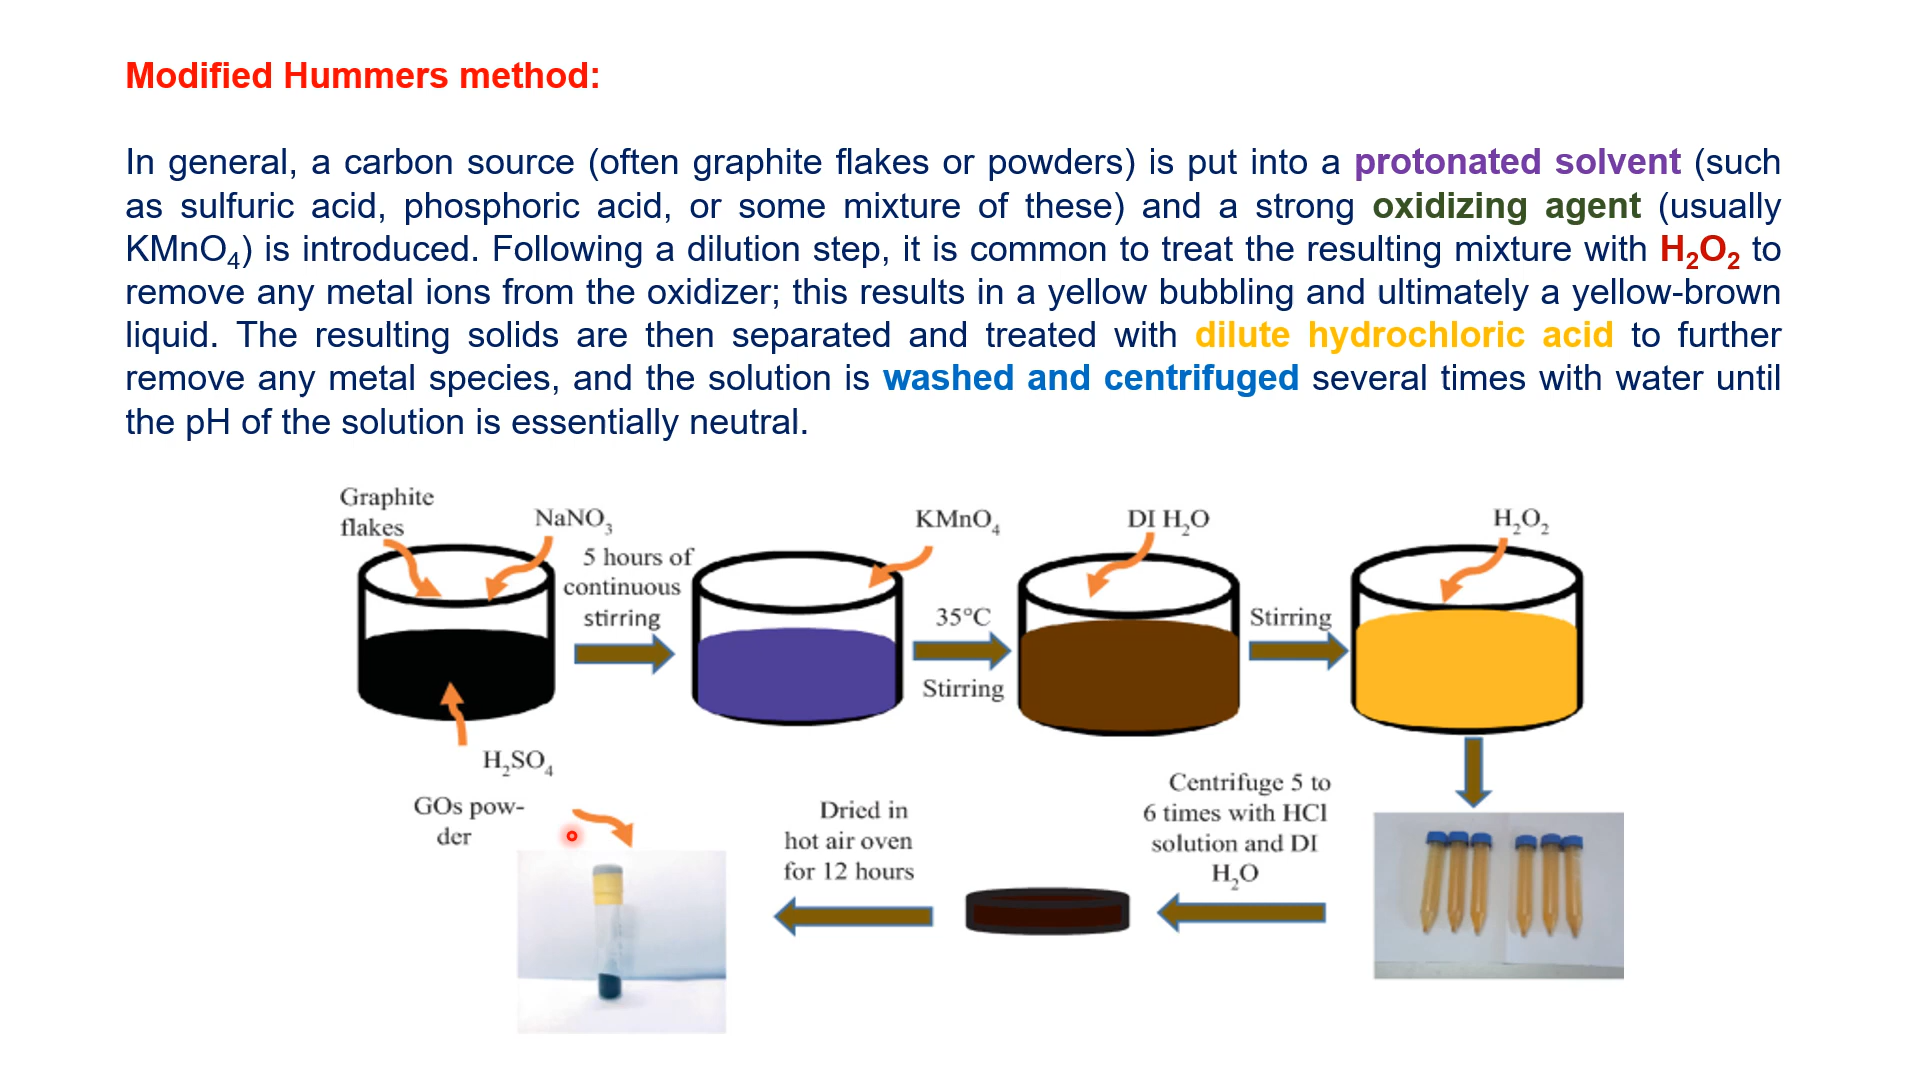 Modified Hummers method:
In general, a carbon source (often graphite flakes or powders) is put into a protonated solvent (such
as sulfuric acid, phosphoric acid, or some mixture of these) and a strong oxidizing agent (usually
KMnO₄) is introduced. Following a dilution step, it is common to treat the resulting mixture with H₂O₂ to
remove any metal ions from the oxidizer; this results in a yellow bubbling and ultimately a yellow-brown
liquid. The resulting solids are then separated and treated with dilute hydrochloric acid to further
remove any metal species, and the solution is washed and centrifuged several times with water until
the pH of the solution is essentially neutral.
Graphite
flakes
NaNO₃
5 hours of
continuous
stirring
H₂SO₄
KMnO₄
35°C
Stirring
DI H₂O
Stirring
H₂O₂
Centrifuge 5 to
6 times with HCl
solution and DI
H₂O
Dried in
hot air oven
for 12 hours
GOs pow-
der